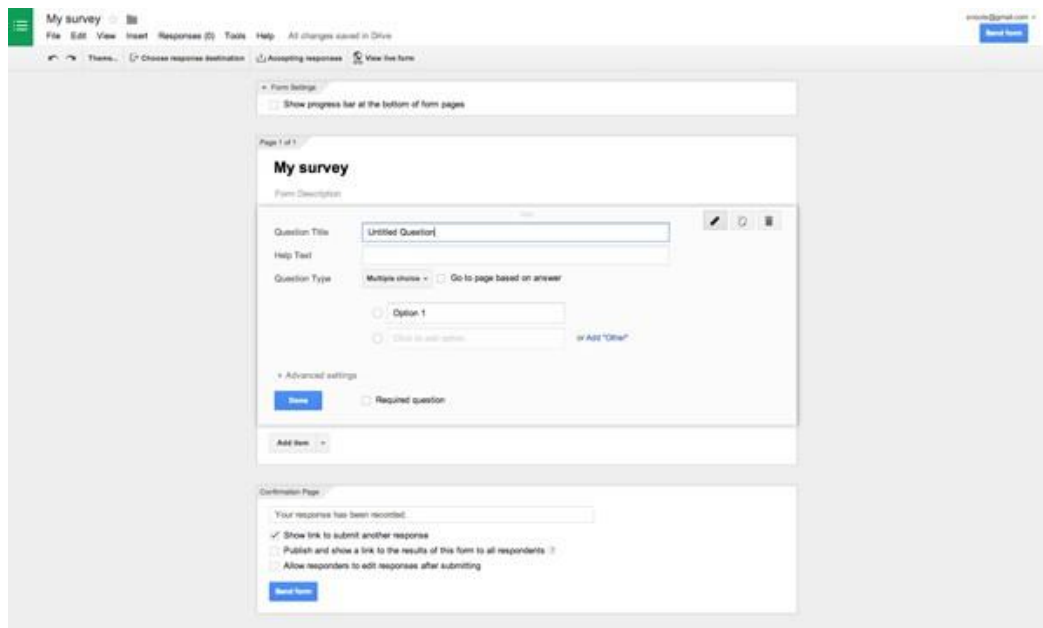 My survey
File Edit View Insert Responses (0) Tools Help All changes saved in Drive
Send form
Theme... Choose response destination Accepting responses View live form
Form Settings
Show progress bar at the bottom of form pages
Page 1 of 1
My survey
Form Description
Question Title Untitled Question
Help Text
Question Type Multiple choice Go to page based on answer
Option 1
Click to add option or Add "Other"
Advanced settings
Done Required question
Add item
Confirmation Page
Your response has been recorded.
Show link to submit another response
Publish and show a link to the results of this form to all respondents ?
Allow responders to edit responses after submitting
Send form